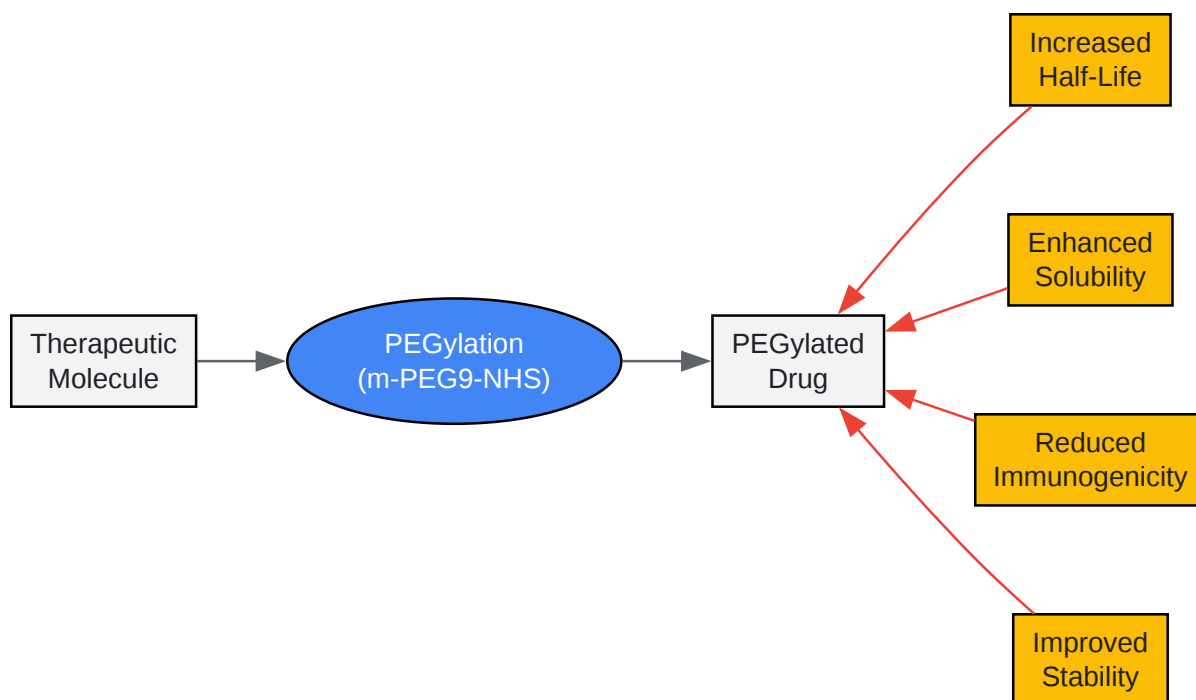 Therapeutic
Molecule
PEGylation
(m-PEG9-NHS)
PEGylated
Drug
Increased
Half-Life
Enhanced
Solubility
Reduced
Immunogenicity
Improved
Stability